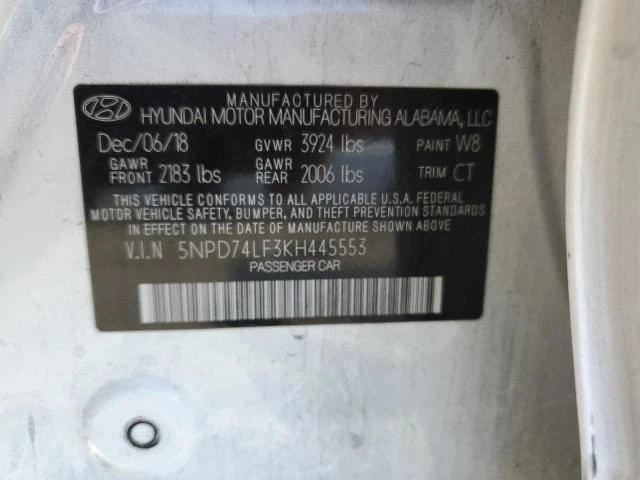 MANUFACTURED BY
HYUNDAI MOTOR MANUFACTURING ALABAMA, LLC
Dec/06/18 GVWR 3924 lbs PAINT W8
GAWR FRONT 2183 lbs GAWR REAR 2006 lbs TRIM CT
THIS VEHICLE CONFORMS TO ALL APPLICABLE U.S.A. FEDERAL
MOTOR VEHICLE SAFETY, BUMPER, AND THEFT PREVENTION STANDARDS
IN EFFECT ON THE DATE OF MANUFACTURE SHOWN ABOVE.
V.I.N 5NPD74LF3KH445553
PASSENGER CAR